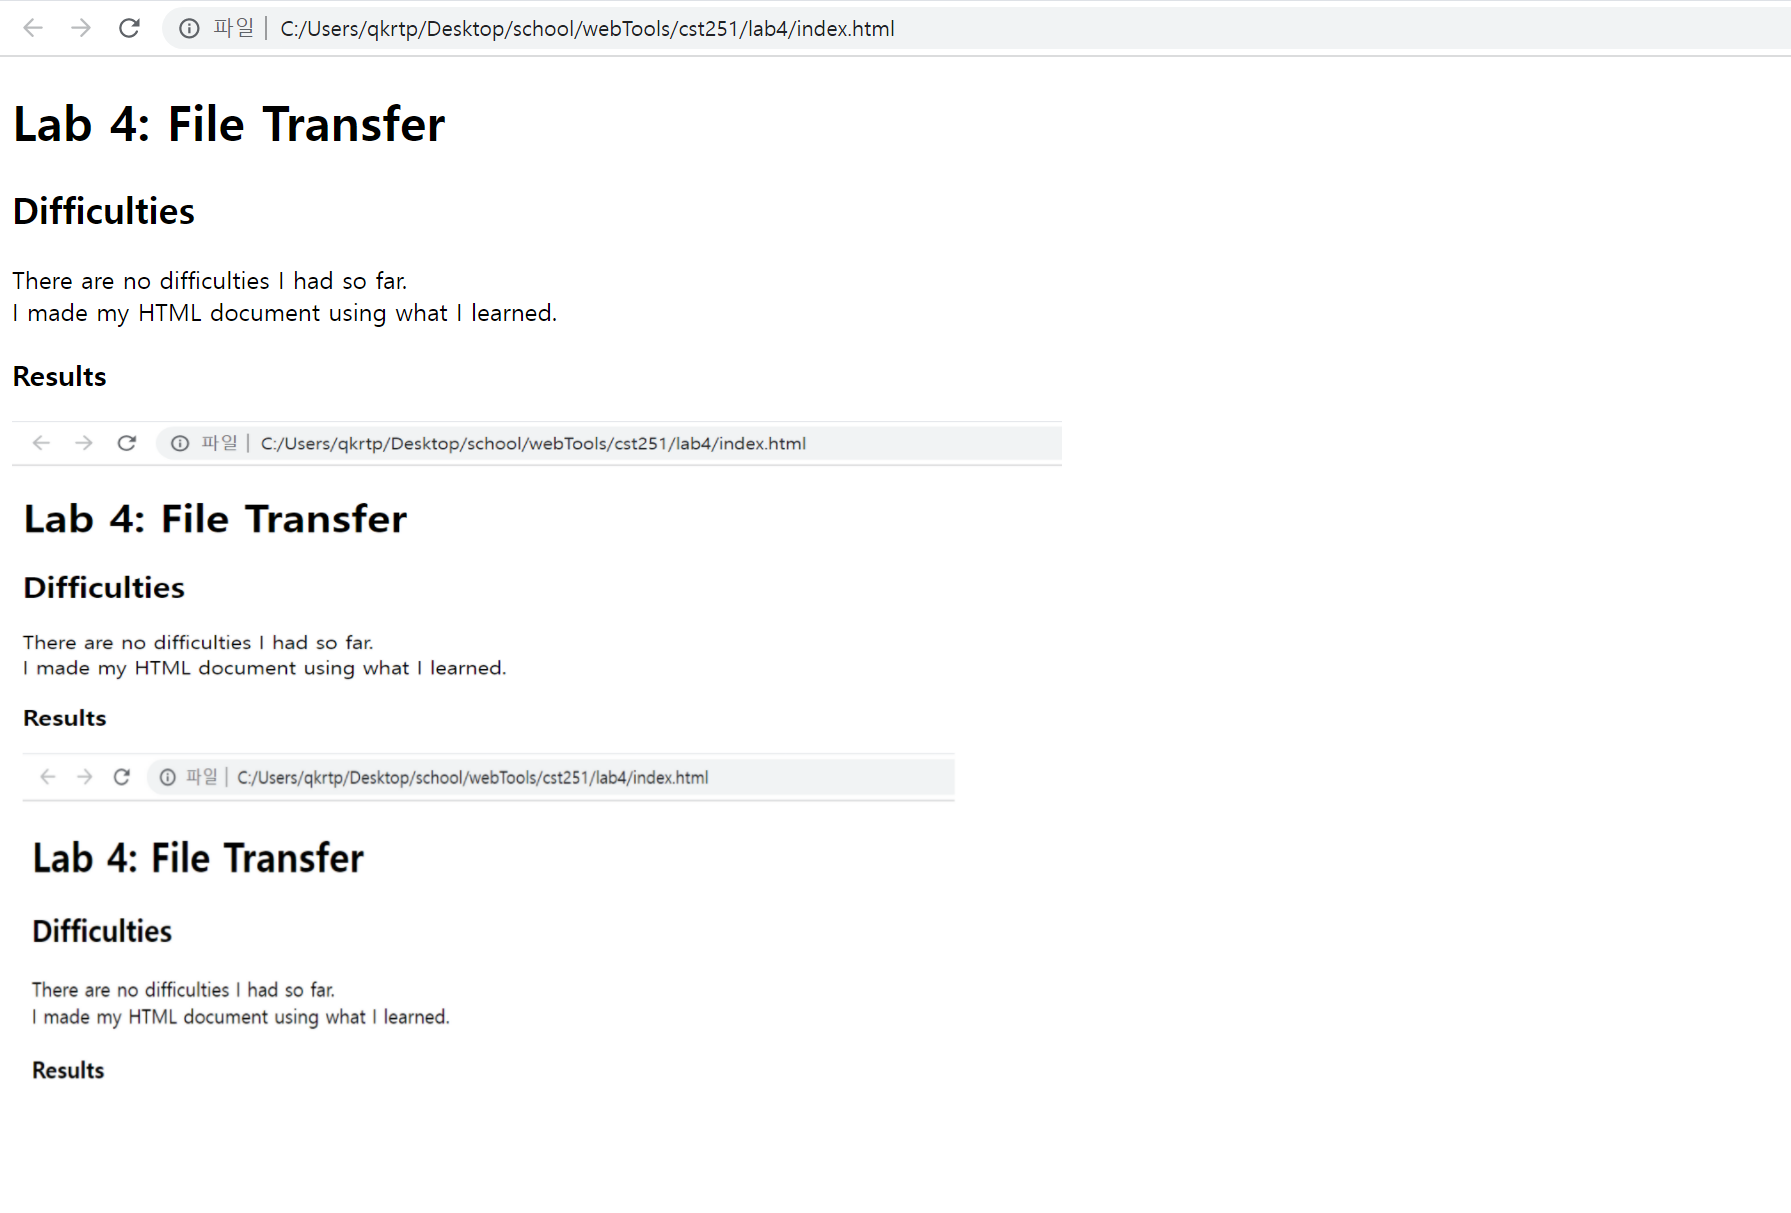 파일 | C:/Users/qkrtp/Desktop/school/webTools/cst251/lab4/index.html
Lab 4: File Transfer
Difficulties
There are no difficulties I had so far.
I made my HTML document using what I learned.
Results
파일 | C:/Users/qkrtp/Desktop/school/webTools/cst251/lab4/index.html
Lab 4: File Transfer
Difficulties
There are no difficulties I had so far.
I made my HTML document using what I learned.
Results
파일 | C:/Users/qkrtp/Desktop/school/webTools/cst251/lab4/index.html
Lab 4: File Transfer
Difficulties
There are no difficulties I had so far.
I made my HTML document using what I learned.
Results